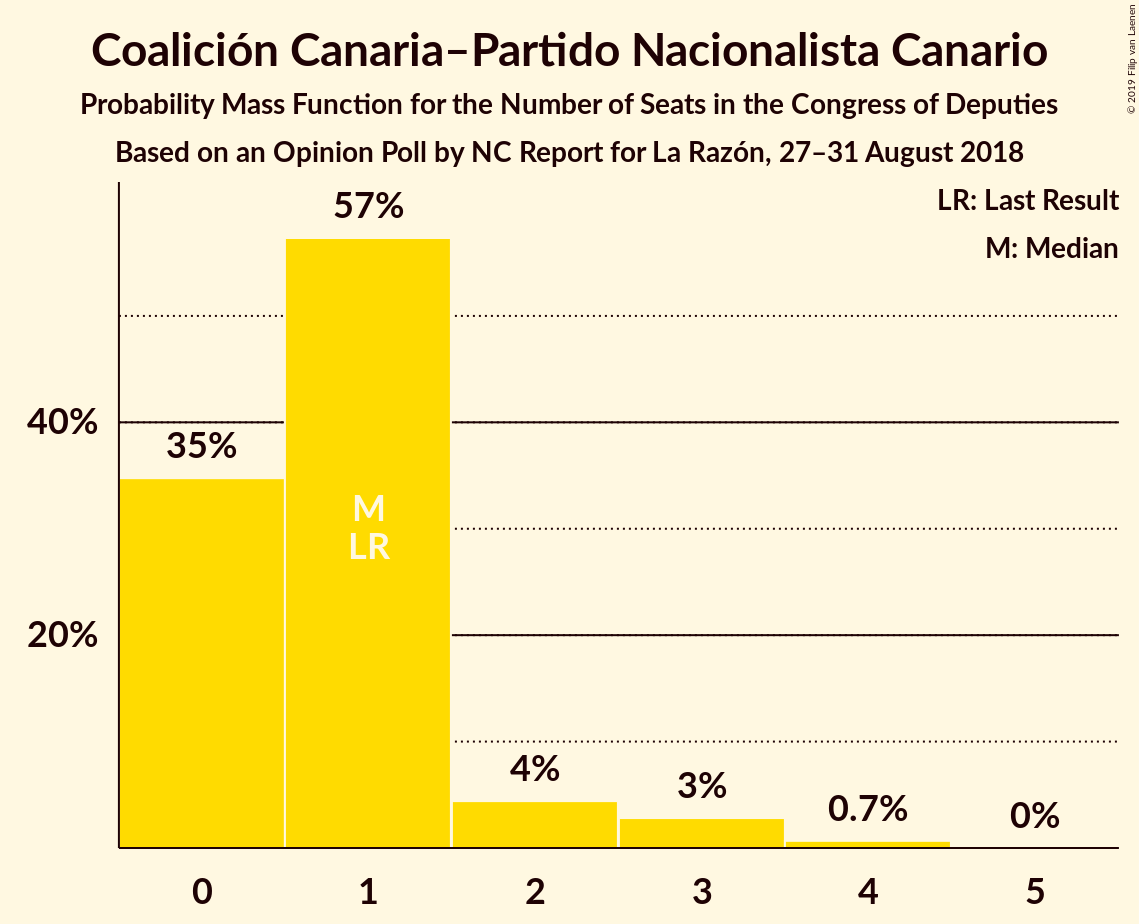 Coalición Canaria–Partido Nacionalista Canario
Probability Mass Function for the Number of Seats in the Congress of Deputies
Based on an Opinion Poll by NC Report for La Razón, 27–31 August 2018
© 2019 Filip van Laenen
LR: Last Result
M: Median
57%
40%
35%
M
LR
20%
4%
3%
0.7%
0%
0 1 2 3 4 5